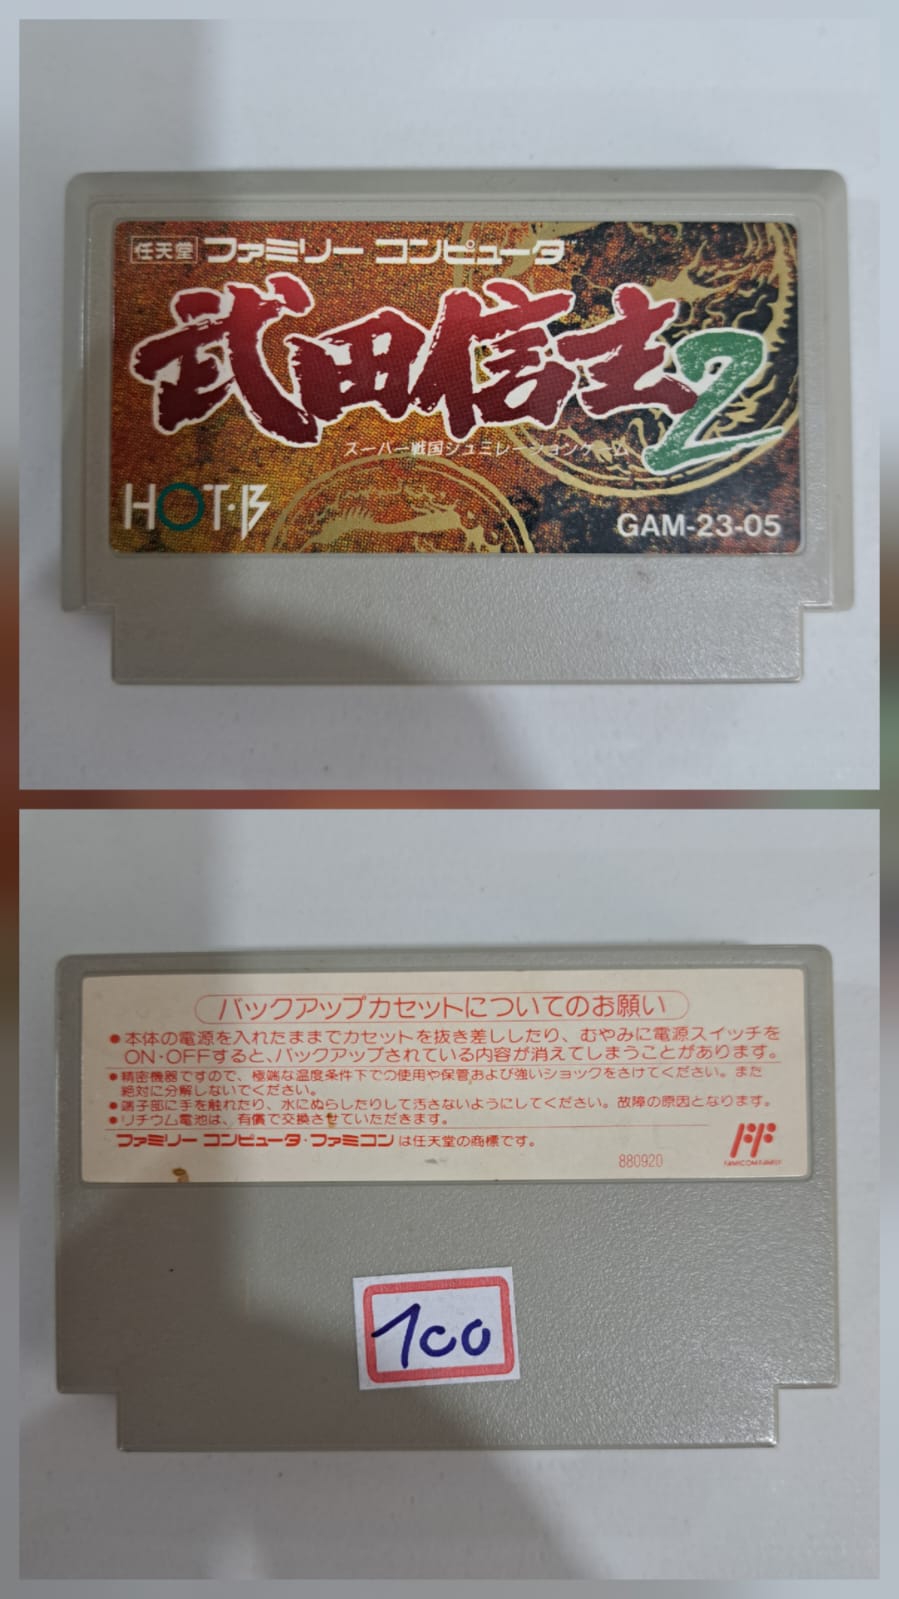 任天堂 ファミリー コンピュータ™
武田信玄2
スーパー戦国シュミレーションゲーム
HOT・B
GAM-23-05
バックアップカセットについてのお願い
●本体の電源を入れたままでカセットを抜き差ししたり、むやみに電源スイッチを
ON・OFFすると、バックアップされている内容が消えてしまうことがあります。
●精密機器ですので、極端な温度条件下での使用や保管および強いショックをさけてください。また
絶対に分解しないでください。
●端子部に手を触れたり、水にぬらしたりして汚さないようにしてください。故障の原因となります。
●リチウム電池は、有償で交換させていただきます。
ファミリー コンピュータ・ファミコンは任天堂の商標です。
880920
FAMICOM FAMILY
100